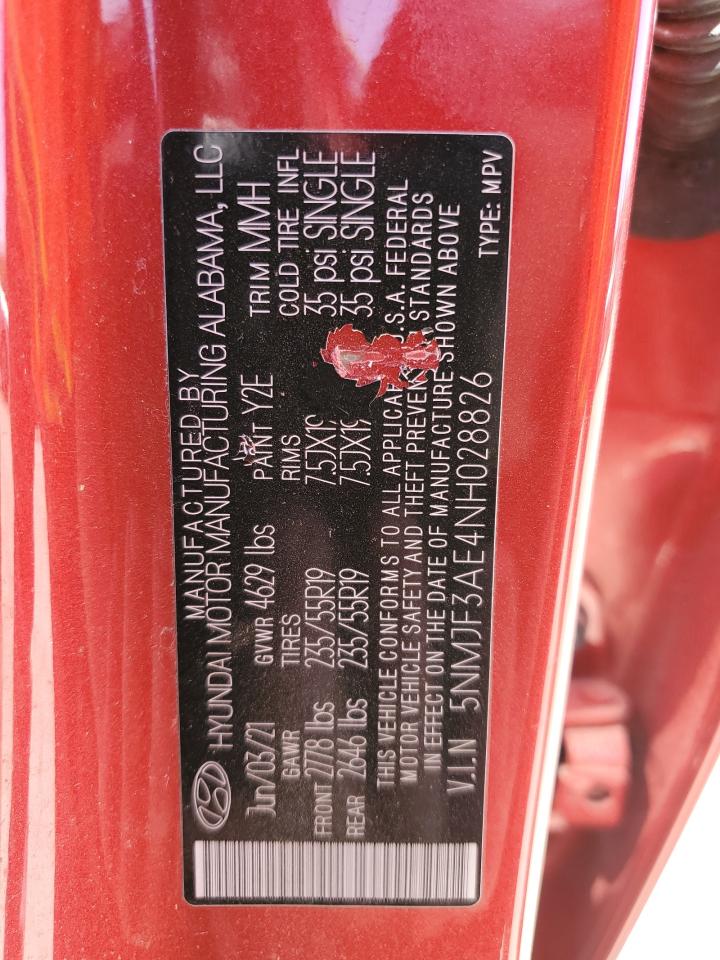 MANUFACTURED BY
HYUNDAI MOTOR MANUFACTURING ALABAMA, LLC
Jun/03/21 GVWR 4629 lbs PAINT Y2E TRIM MMH
GAWR TIRES RIMS COLD TIRE INFL
FRONT 2778 lbs 235/55R19 7.5JX19 35 psi SINGLE
REAR 2646 lbs 235/55R19 7.5JX19 35 psi SINGLE
THIS VEHICLE CONFORMS TO ALL U.S.A. FEDERAL
MOTOR VEHICLE SAFETY AND THEFT STANDARDS
IN EFFECT ON THE DATE OF MANUFACTURE SHOWN ABOVE
V.I.N 5NMJF3AE4NH028826 TYPE: MPV